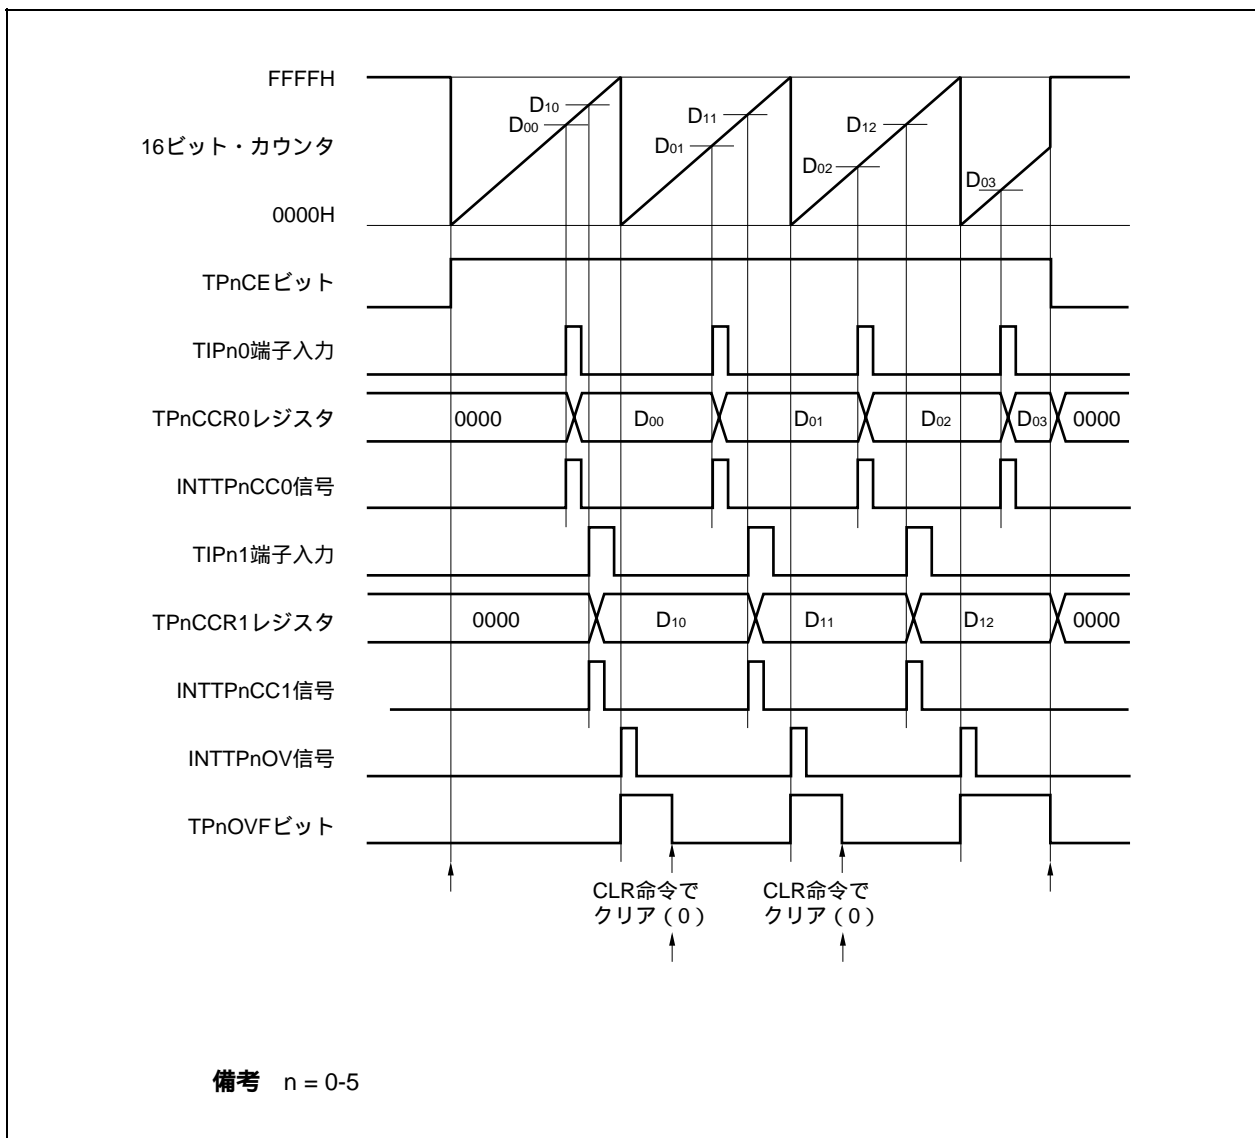 FFFFH
D10
D00
D11
D01
D12
D02
D03
16ビット・カウンタ
0000H
TPnCEビット
TIPn0端子入力
TPnCCR0レジスタ
0000
D00
D01
D02
D03
0000
INTTPnCC0信号
TIPn1端子入力
TPnCCR1レジスタ
0000
D10
D11
D12
0000
INTTPnCC1信号
INTTPnOV信号
TPnOVFビット
CLR命令で
クリア(0)
CLR命令で
クリア(0)
備考 n = 0-5